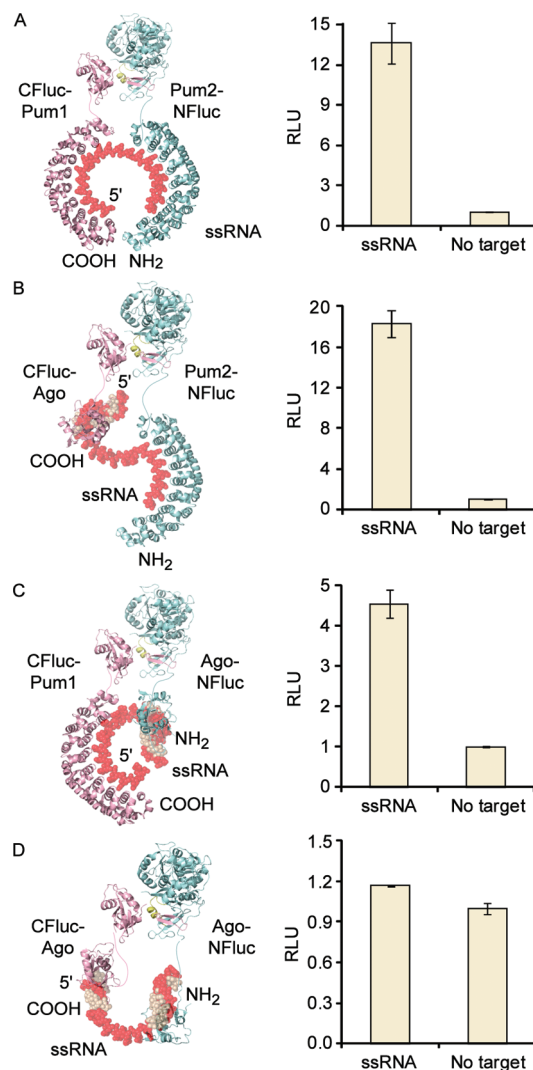 A
CFluc-
Pum1
Pum2-
NFluc
5'
ssRNA
COOH
NH2
RLU
15
12
9
6
3
0
ssRNA
No target
B
CFluc-
Ago
5'
Pum2-
NFluc
COOH
ssRNA
NH2
RLU
20
16
12
8
4
0
ssRNA
No target
C
CFluc-
Pum1
Ago-
NFluc
5'
NH2
ssRNA
COOH
RLU
5
4
3
2
1
0
ssRNA
No target
D
CFluc-
Ago
Ago-
NFluc
5'
COOH
NH2
ssRNA
RLU
1.5
1.2
0.9
0.6
0.3
0.0
ssRNA
No target